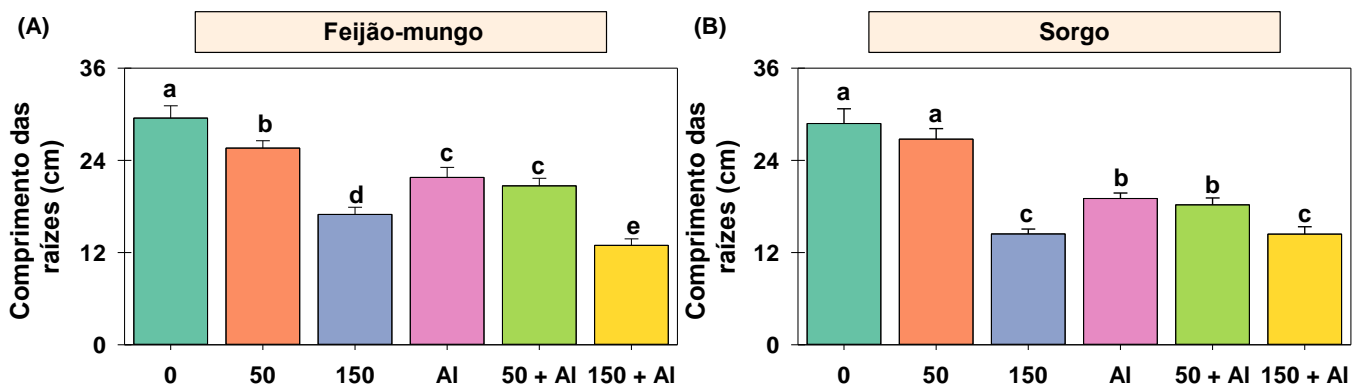 (A)
Feijão-mungo
Comprimento das
raízes (cm)
36
24
12
0
a
b
d
c
c
e
0 50 150 Al 50 + Al 150 + Al
(B)
Sorgo
Comprimento das
raízes (cm)
36
24
12
0
a
a
c
b
b
c
0 50 150 Al 50 + Al 150 + Al